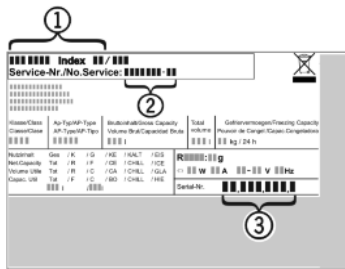 1
Index /
Service-Nr./No.Service: -
2
Klasse/Class Ap-Typ/AP-Type Bruttoinhalt/Gross Capacity Total Gefriervermoegen/Freezing Capacity
Classe/Clase AP-Type/AP-Tipo Volume Brut/Capacidad Bruta volume Pouvoir de Congel./Capac.Congeladora
kg / 24 h
Nutzinhalt Ges / K / G / KE / KALT / EIS
Net.Capacity Tot / R / F / CE / CHILL / ICE
Volume Utile Tot / R / C / CA / CHILL / GLA
Capac. Util Tot / F / C / BO / CHILL / HIE
R : g
W A - V Hz
Serial-Nr.
3